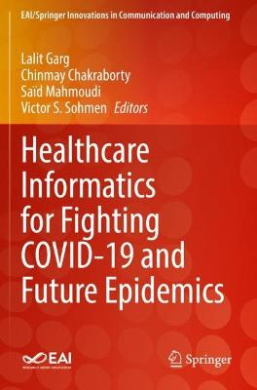 EAI/Springer Innovations in Communication and Computing
Lalit Garg
Chinmay Chakraborty
Saïd Mahmoudi
Victor S. Sohmen Editors
Healthcare
Informatics
for Fighting
COVID-19 and
Future Epidemics
EAI
Springer